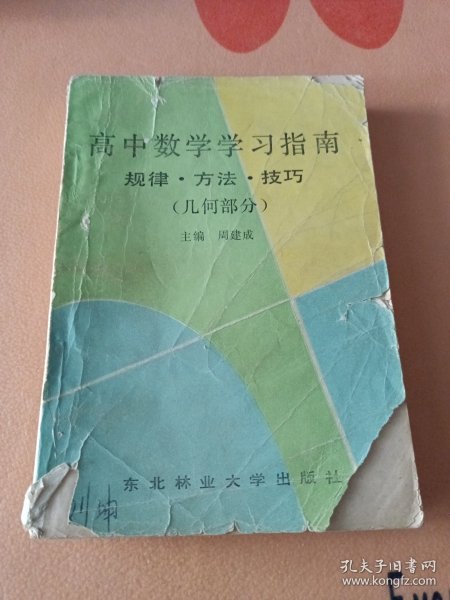 高中数学学习指南
规律·方法·技巧
（几何部分）
主编 周建成
东北林业大学出版社
孔夫子旧书网
www.kongfz.com